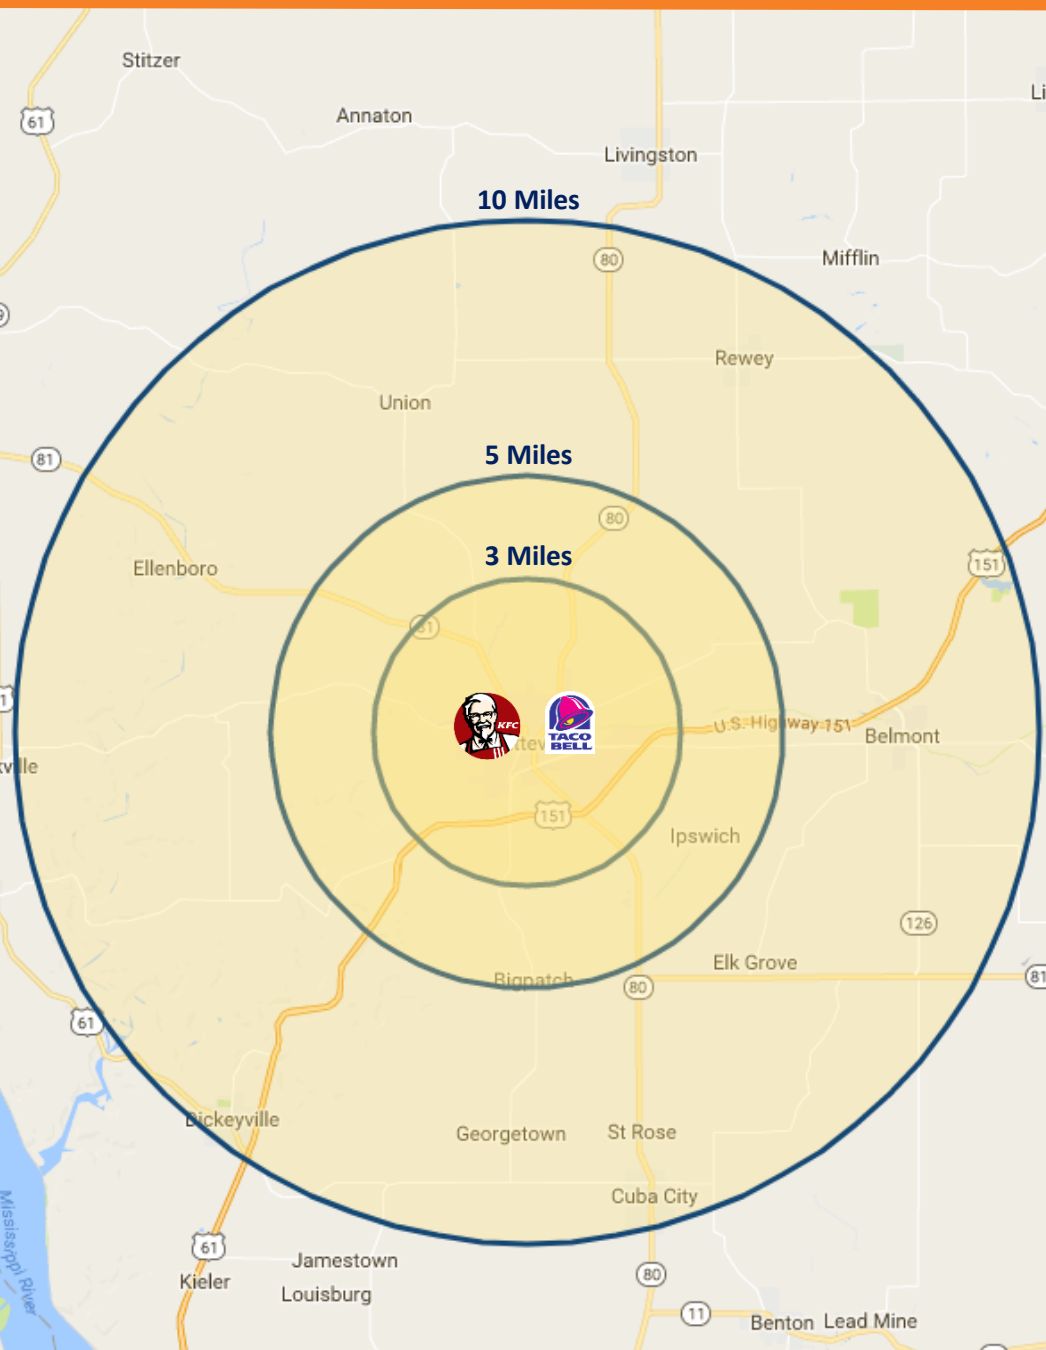 Stitzer
Annaton
Li
61
Livingston
10 Miles
80
Mifflin
Rewey
Union
81
5 Miles
80
3 Miles
Ellenboro
151
81
KFC
TACO
BELL
U.S. Highway 151
Belmont
151
Ipswich
126
Elk Grove
Bigpatch
80
81
61
Dickeyville
Georgetown
St Rose
Cuba City
Mississippi River
61
Jamestown
Kieler
80
Louisburg
11
Benton
Lead Mine